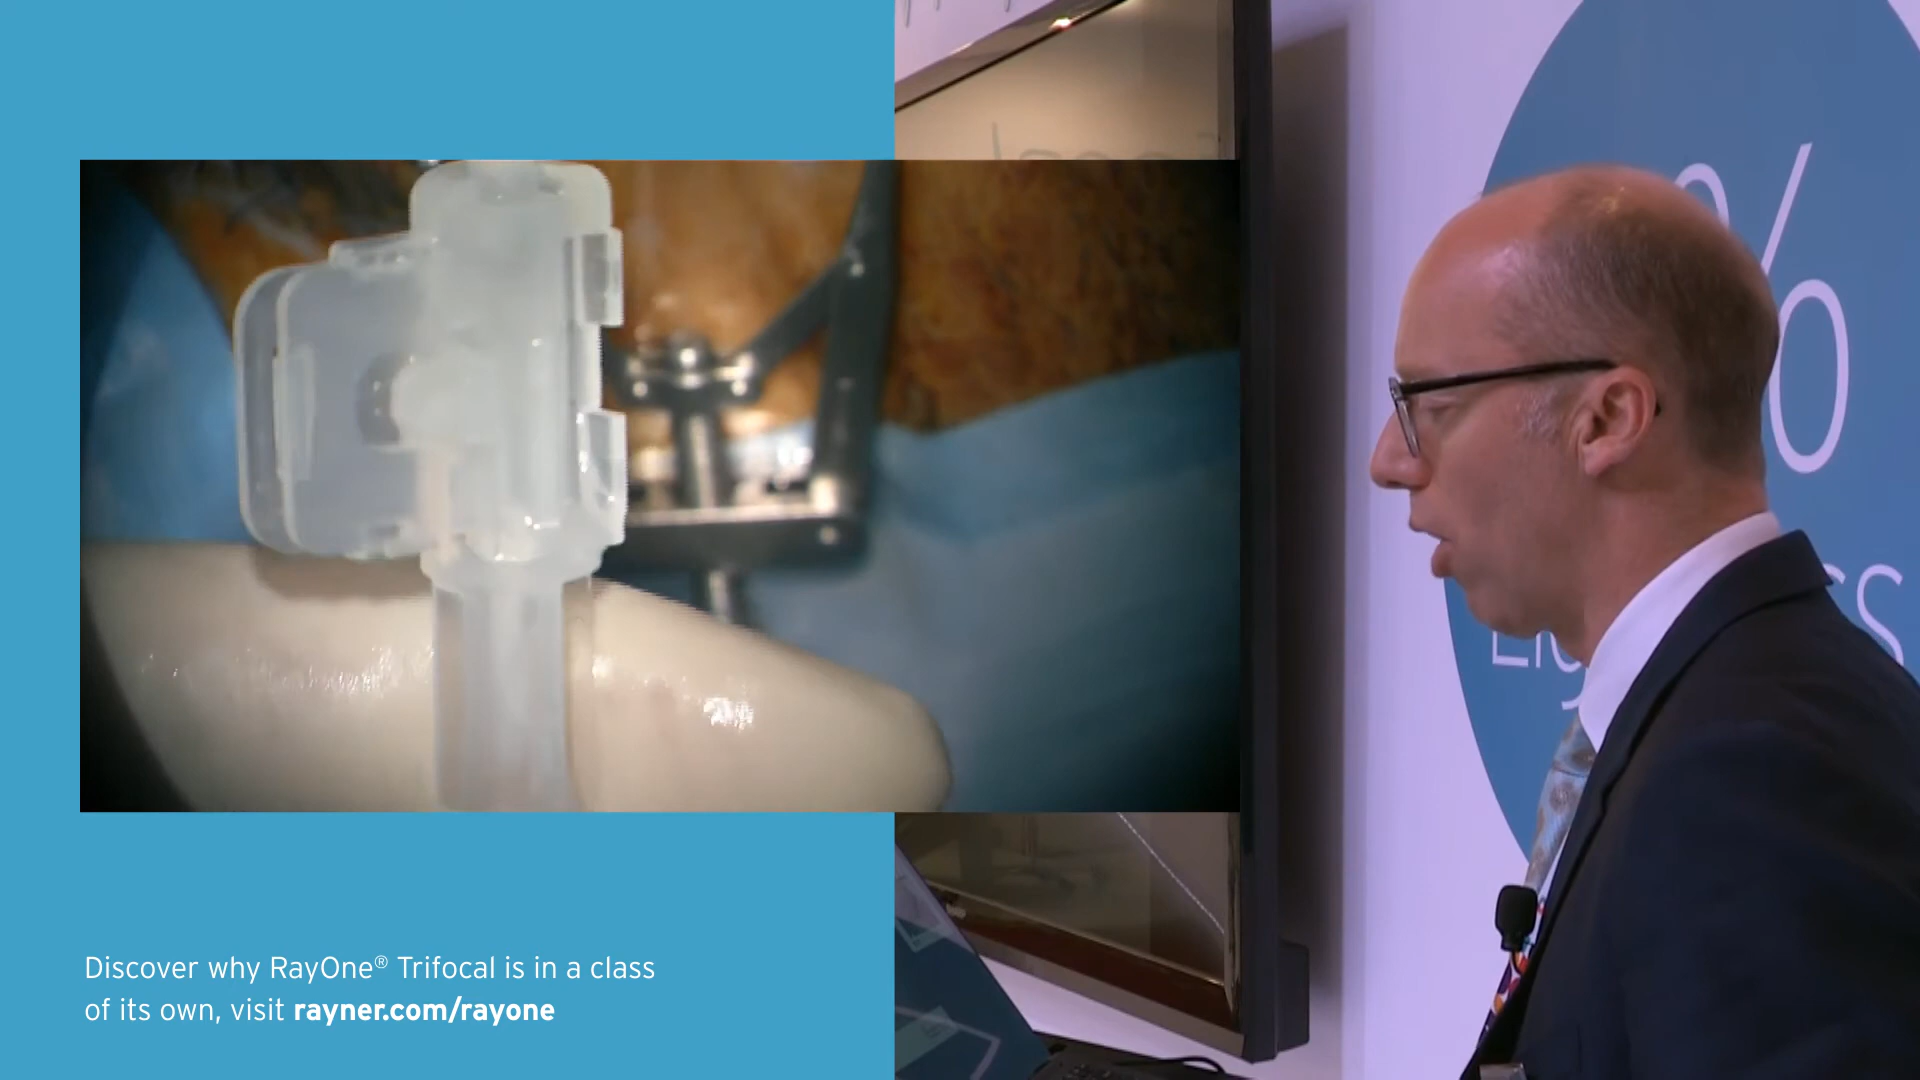 Discover why RayOne® Trifocal is in a class
of its own, visit rayner.com/rayone
%